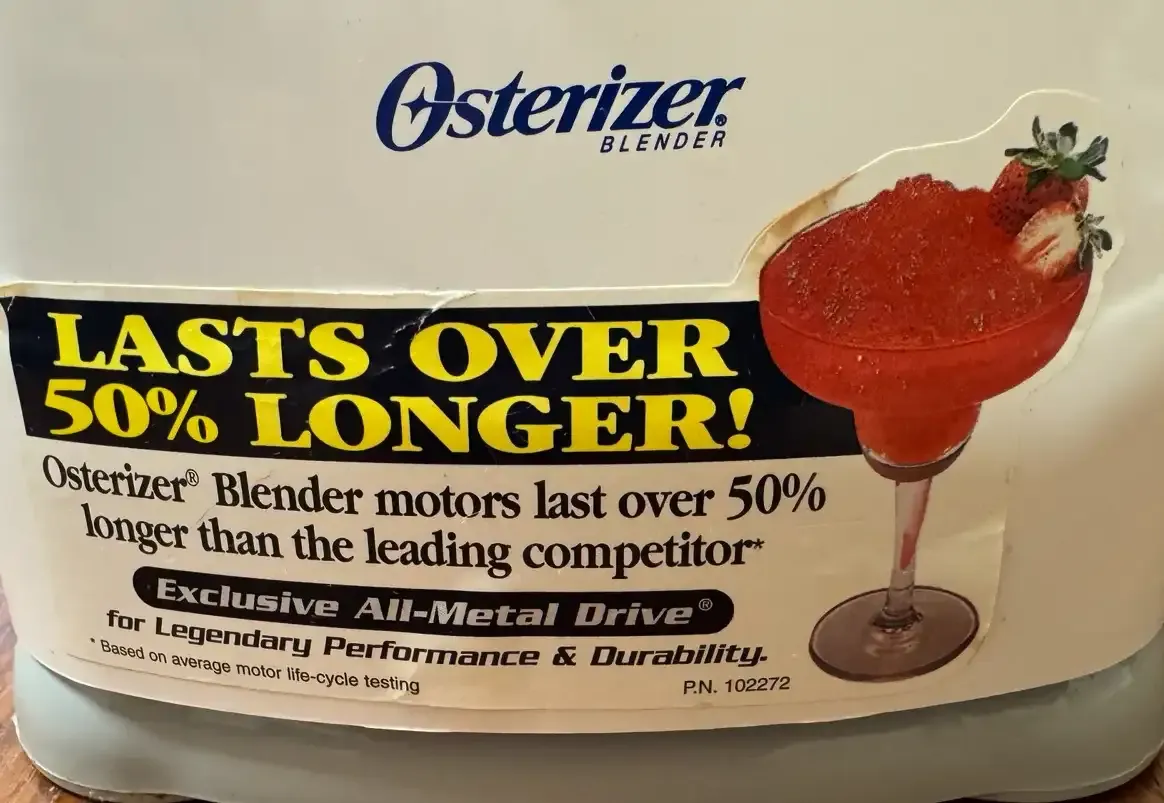 Osterizer®
BLENDER
LASTS OVER
50% LONGER!
Osterizer® Blender motors last over 50%
longer than the leading competitor*
Exclusive All-Metal Drive®
for Legendary Performance & Durability.
* Based on average motor life-cycle testing
P.N. 102272